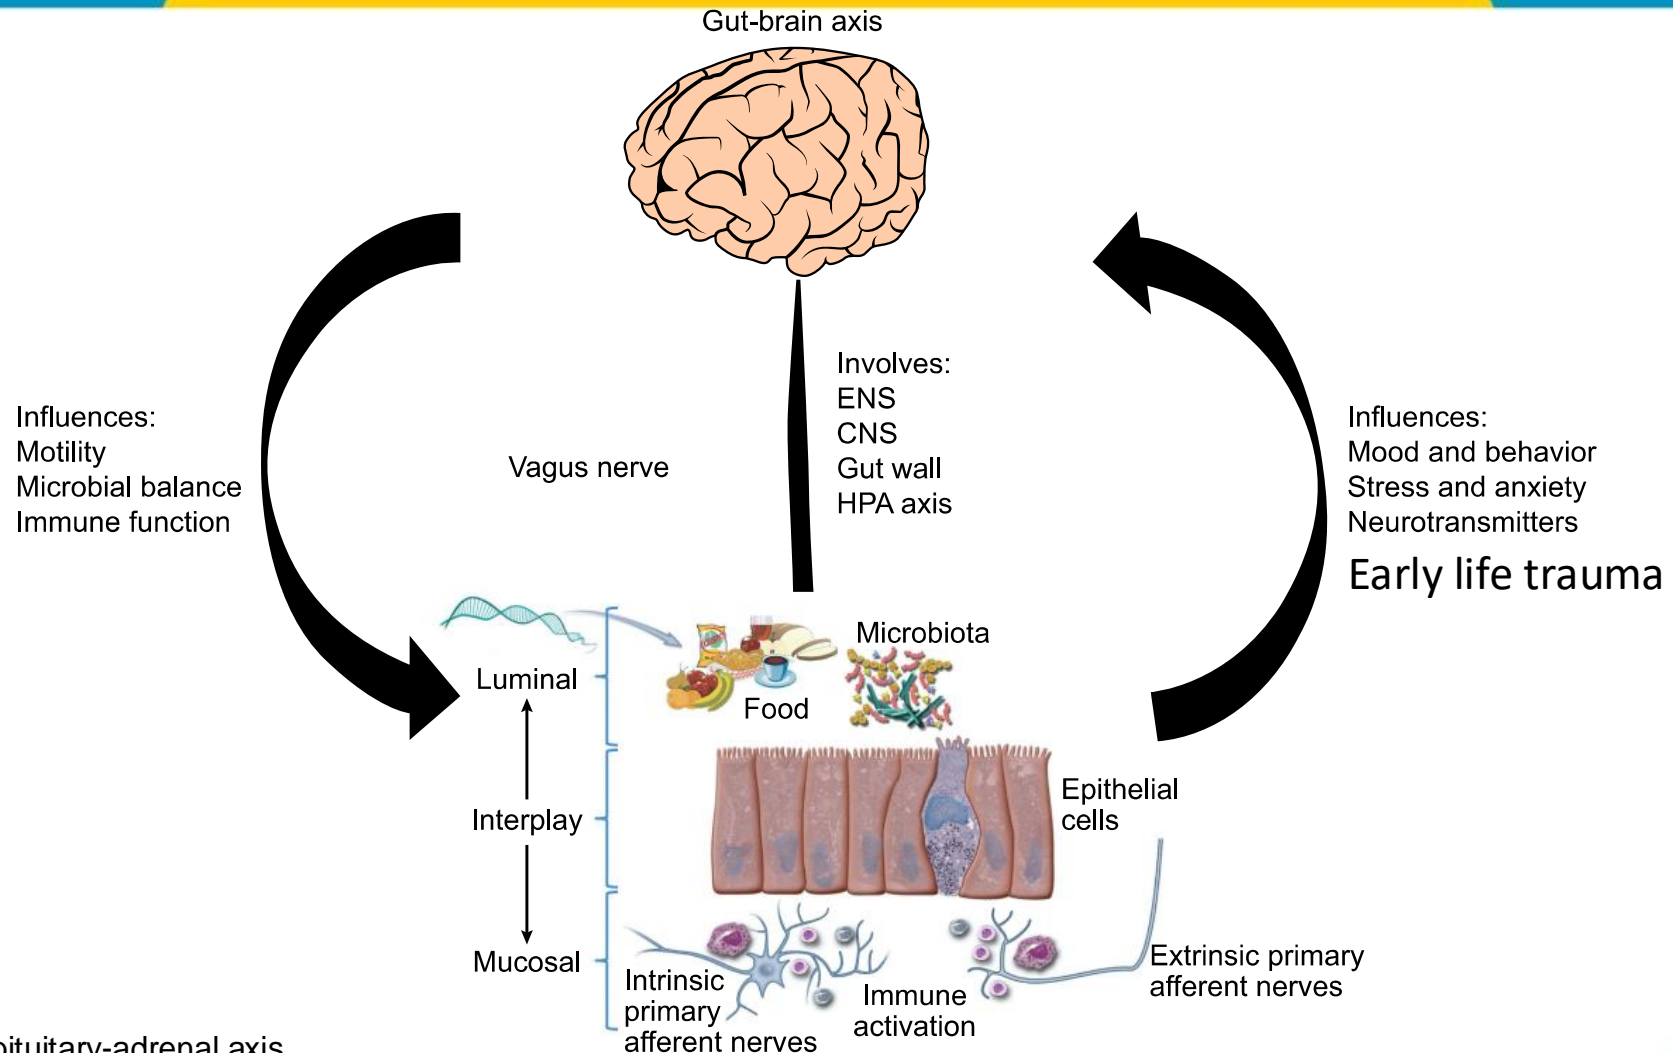 Gut-brain axis
Influences:
Motility
Microbial balance
Immune function
Vagus nerve
Involves:
ENS
CNS
Gut wall
HPA axis
Influences:
Mood and behavior
Stress and anxiety
Neurotransmitters
Early life trauma
Luminal
Interplay
Mucosal
Microbiota
Food
Epithelial
cells
Intrinsic
primary
afferent nerves
Immune
activation
Extrinsic primary
afferent nerves
pituitary-adrenal axis